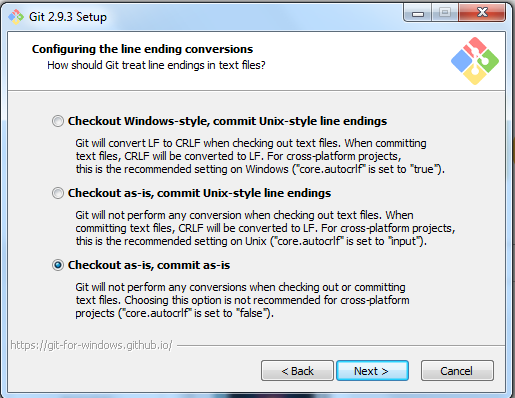 Git 2.9.3 Setup
Configuring the line ending conversions
How should Git treat line endings in text files?
Checkout Windows-style, commit Unix-style line endings
Git will convert LF to CRLF when checking out text files. When committing
text files, CRLF will be converted to LF. For cross-platform projects,
this is the recommended setting on Windows ("core.autocrlf" is set to "true").
Checkout as-is, commit Unix-style line endings
Git will not perform any conversion when checking out text files. When
committing text files, CRLF will be converted to LF. For cross-platform projects,
this is the recommended setting on Unix ("core.autocrlf" is set to "input").
Checkout as-is, commit as-is
Git will not perform any conversions when checking out or committing
text files. Choosing this option is not recommended for cross-platform
projects ("core.autocrlf" is set to "false").
https://git-for-windows.github.io/
< Back Next > Cancel